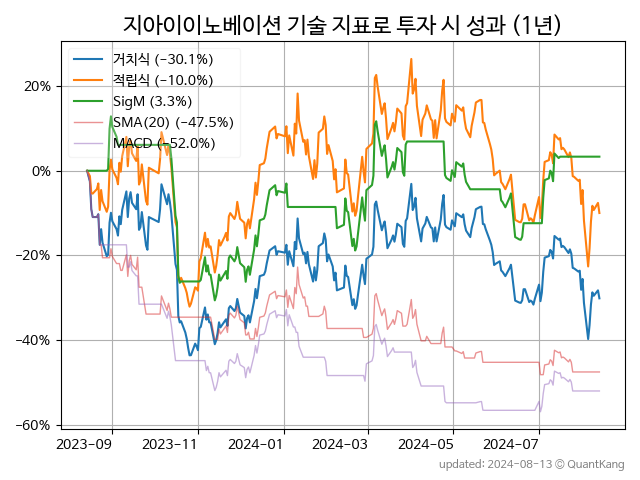 지아이이노베이션 기술 지표로 투자 시 성과 (1년)
거치식 (−30.1%)
적립식 (−10.0%)
SigM (3.3%)
SMA(20) (−47.5%)
MACD (−52.0%)
20%
0%
−20%
−40%
−60%
2023-09
2023-11
2024-01
2024-03
2024-05
2024-07
updated: 2024-08-13 © QuantKang